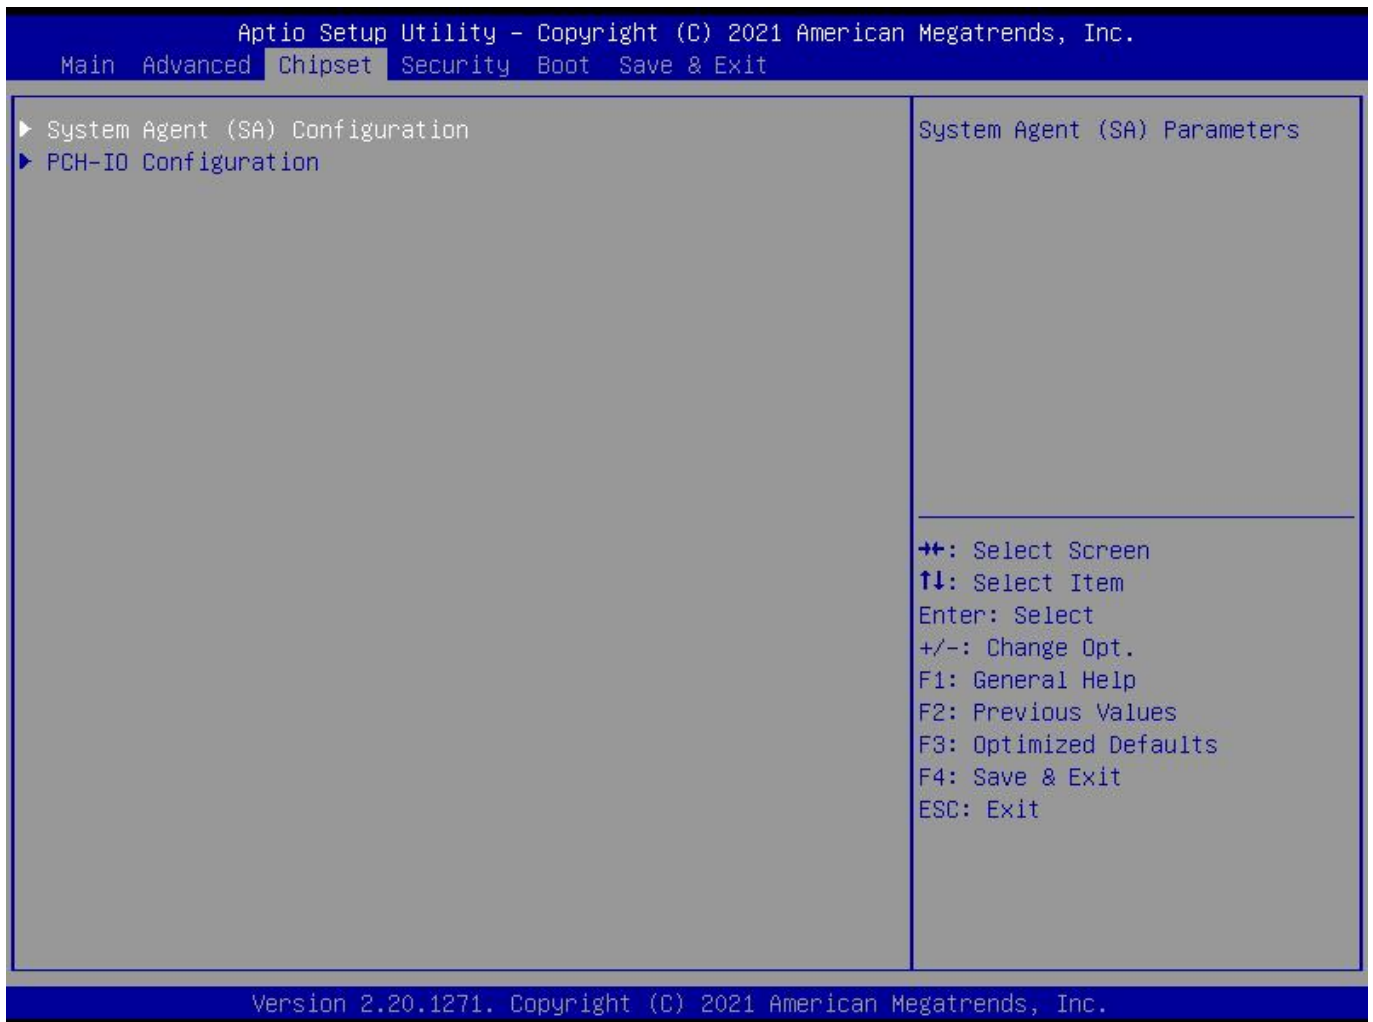 Aptio Setup Utility – Copyright (C) 2021 American Megatrends, Inc.
Main Advanced Chipset Security Boot Save & Exit
System Agent (SA) Configuration
PCH-IO Configuration
System Agent (SA) Parameters
→←: Select Screen
↑↓: Select Item
Enter: Select
+/-: Change Opt.
F1: General Help
F2: Previous Values
F3: Optimized Defaults
F4: Save & Exit
ESC: Exit
Version 2.20.1271. Copyright (C) 2021 American Megatrends, Inc.